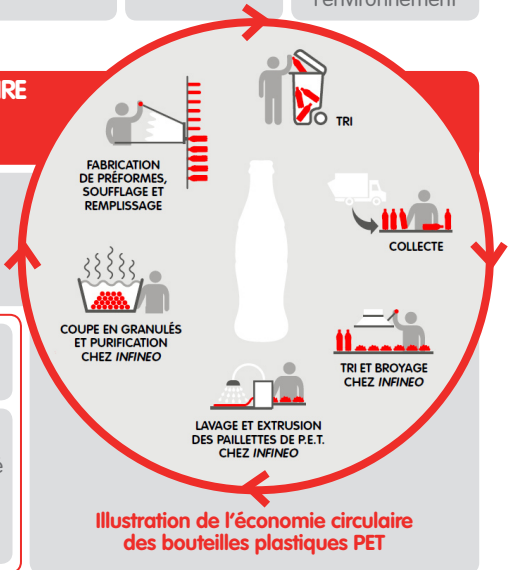 l'environnement
TRI
FABRICATION
DE PRÉFORMES,
SOUFFLAGE ET
REMPLISSAGE
COLLECTE
COUPE EN GRANULÉS
ET PURIFICATION
CHEZ INFINEO
TRI ET BROYAGE
CHEZ INFINEO
LAVAGE ET EXTRUSION
DES PAILLETTES DE P.E.T.
CHEZ INFINEO
Illustration de l'économie circulaire
des bouteilles plastiques PET